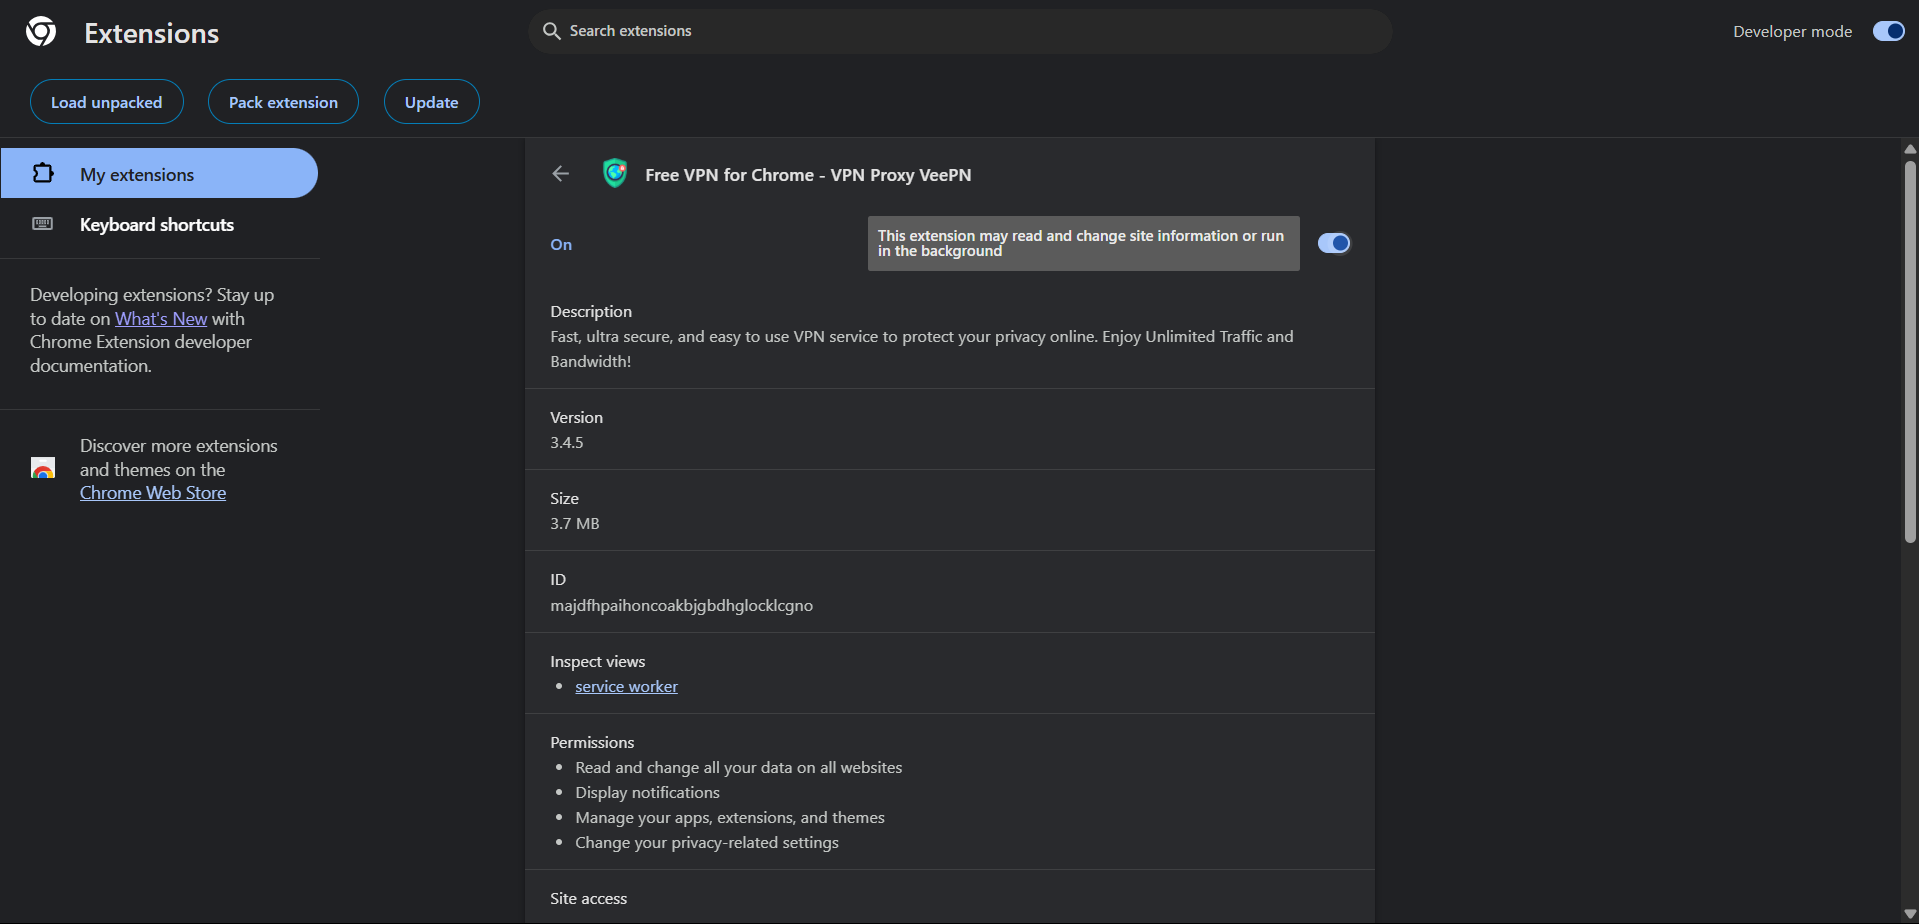 Extensions
Search extensions
Developer mode
Load unpacked
Pack extension
Update
My extensions
Keyboard shortcuts
Developing extensions? Stay up
to date on What's New with
Chrome Extension developer
documentation.
Discover more extensions
and themes on the
Chrome Web Store
Free VPN for Chrome - VPN Proxy VeePN
On
This extension may read and change site information or run
in the background
Description
Fast, ultra secure, and easy to use VPN service to protect your privacy online. Enjoy Unlimited Traffic and
Bandwidth!
Version
3.4.5
Size
3.7 MB
ID
majdfhpaihoncoakbjgbdhglocklcgno
Inspect views
• service worker
Permissions
• Read and change all your data on all websites
• Display notifications
• Manage your apps, extensions, and themes
• Change your privacy-related settings
Site access